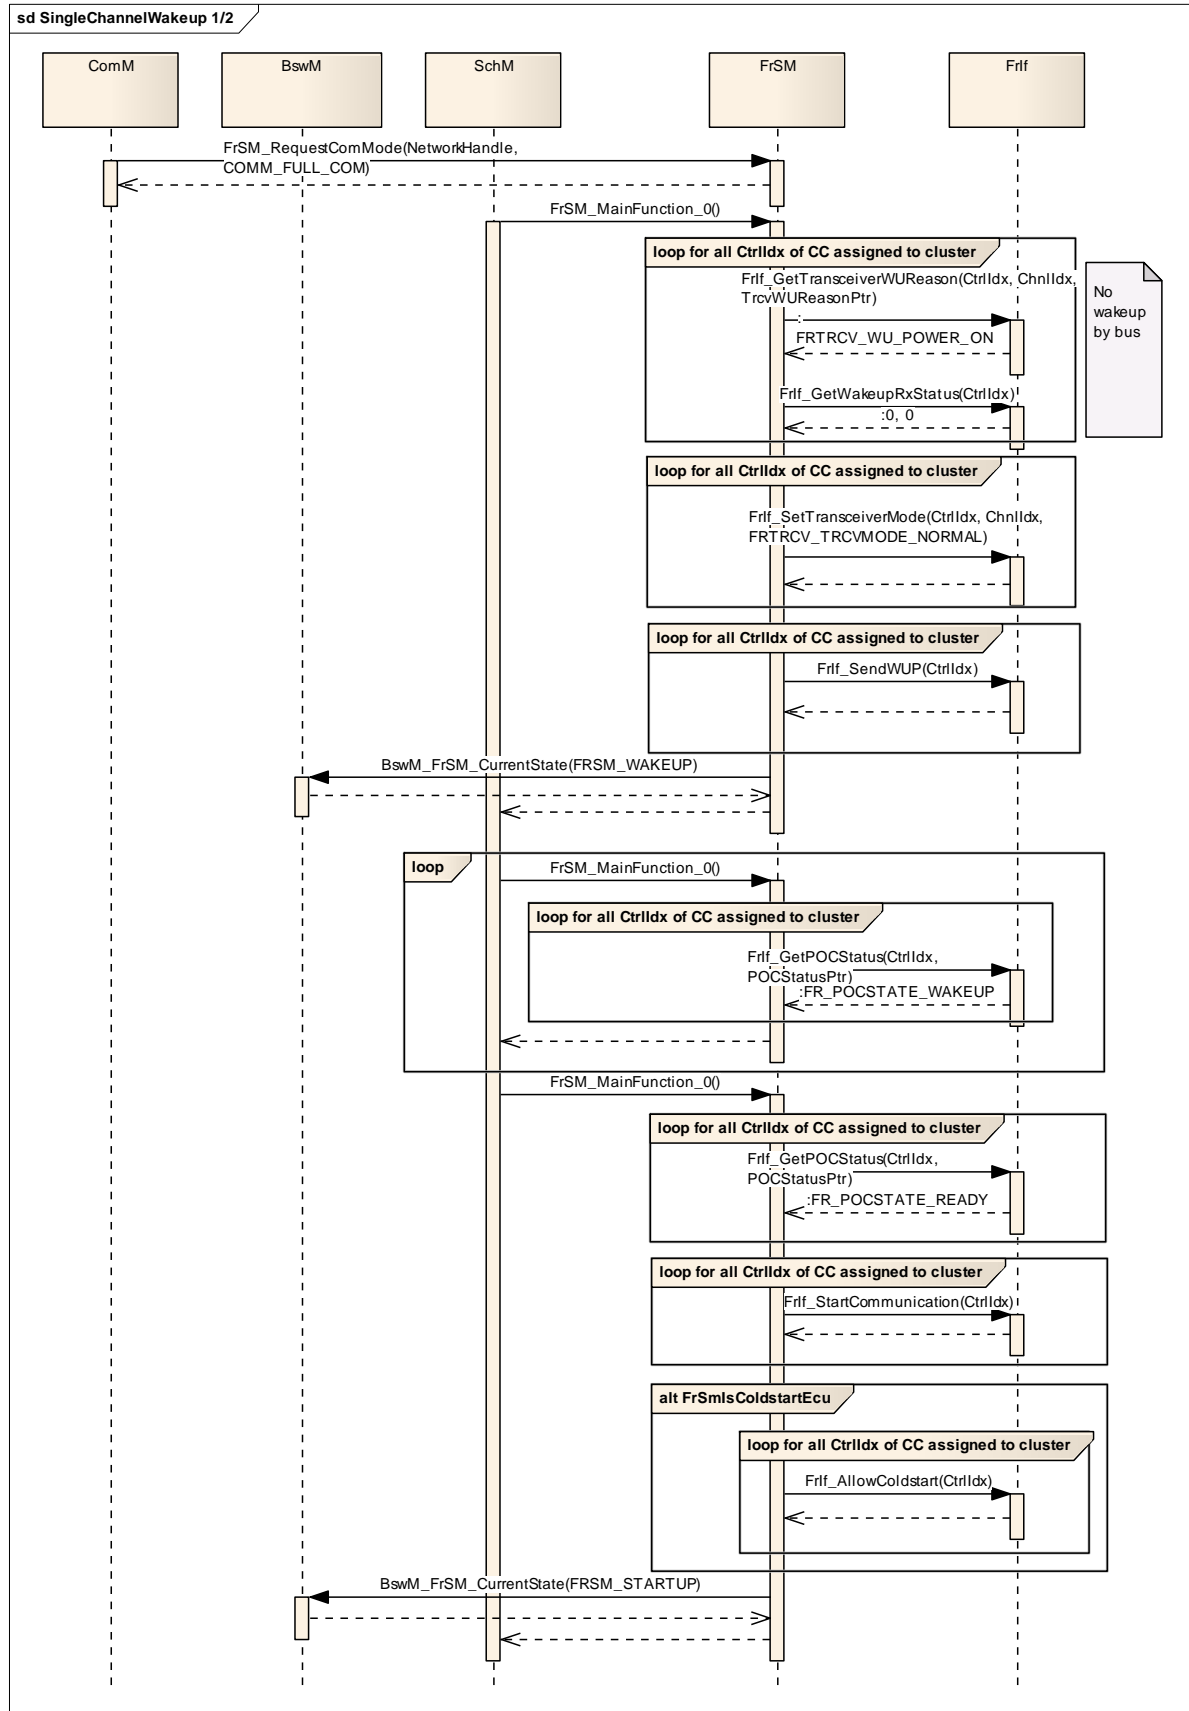 sd SingleChannelWakeup 1/2
ComM
BswM
SchM
FrSM
FrIf
FrSM_RequestComMode(NetworkHandle,
COMM_FULL_COM)
FrSM_MainFunction_0()
loop for all CtrlIdx of CC assigned to cluster
FrIf_GetTransceiverWUReason(CtrlIdx, ChnlIdx,
TrcvWUReasonPtr)
:
FRTRCV_WU_POWER_ON
No
wakeup
by bus
FrIf_GetWakeupRxStatus(CtrlIdx)
:0, 0
loop for all CtrlIdx of CC assigned to cluster
FrIf_SetTransceiverMode(CtrlIdx, ChnlIdx,
FRTRCV_TRCVMODE_NORMAL)
loop for all CtrlIdx of CC assigned to cluster
FrIf_SendWUP(CtrlIdx)
BswM_FrSM_CurrentState(FRSM_WAKEUP)
loop
FrSM_MainFunction_0()
loop for all CtrlIdx of CC assigned to cluster
FrIf_GetPOCStatus(CtrlIdx,
POCStatusPtr)
:FR_POCSTATE_WAKEUP
FrSM_MainFunction_0()
loop for all CtrlIdx of CC assigned to cluster
FrIf_GetPOCStatus(CtrlIdx,
POCStatusPtr)
:FR_POCSTATE_READY
loop for all CtrlIdx of CC assigned to cluster
FrIf_StartCommunication(CtrlIdx)
alt FrSmIsColdstartEcu
loop for all CtrlIdx of CC assigned to cluster
FrIf_AllowColdstart(CtrlIdx)
BswM_FrSM_CurrentState(FRSM_STARTUP)